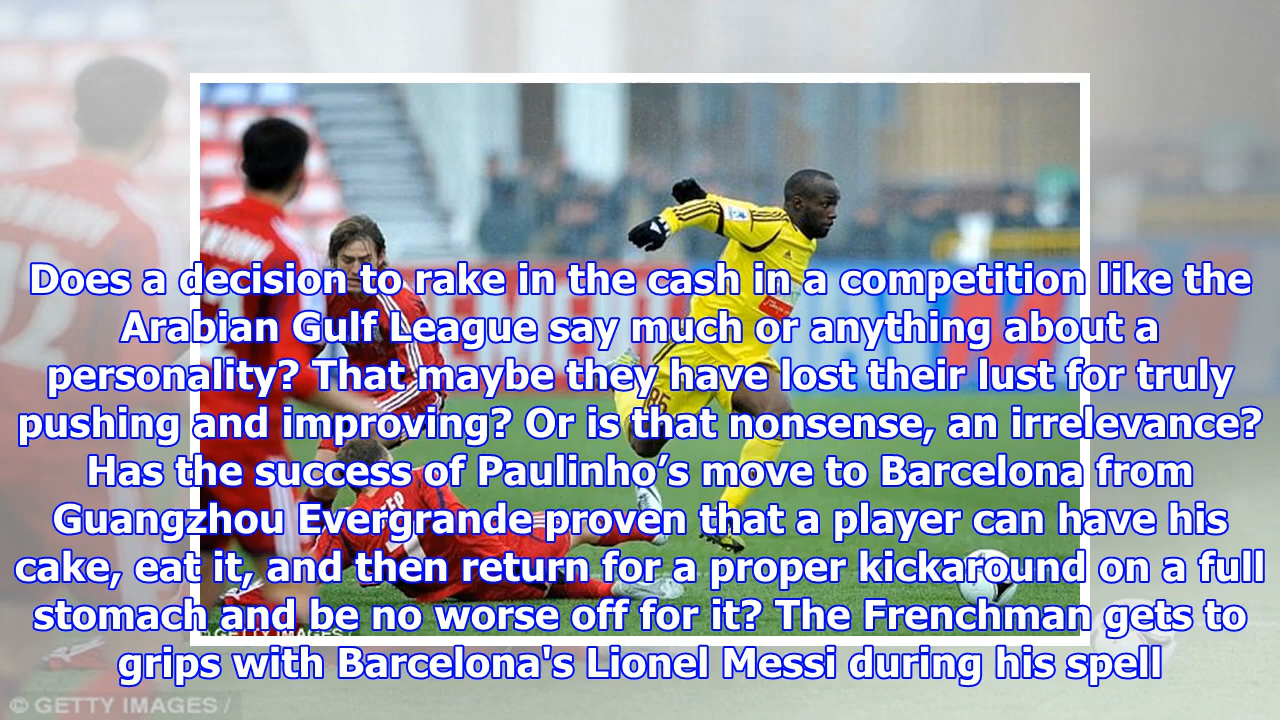 Does a decision to rake in the cash in a competition like the
Arabian Gulf League say much or anything about a
personality? That maybe they have lost their lust for truly
pushing and improving? Or is that nonsense, an irrelevance?
Has the success of Paulinho’s move to Barcelona from
Guangzhou Evergrande proven that a player can have his
cake, eat it, and then return for a proper kickaround on a full
stomach and be no worse off for it? The Frenchman gets to
grips with Barcelona's Lionel Messi during his spell
85
© GETTY IMAGES /
GETTY IMAGES /